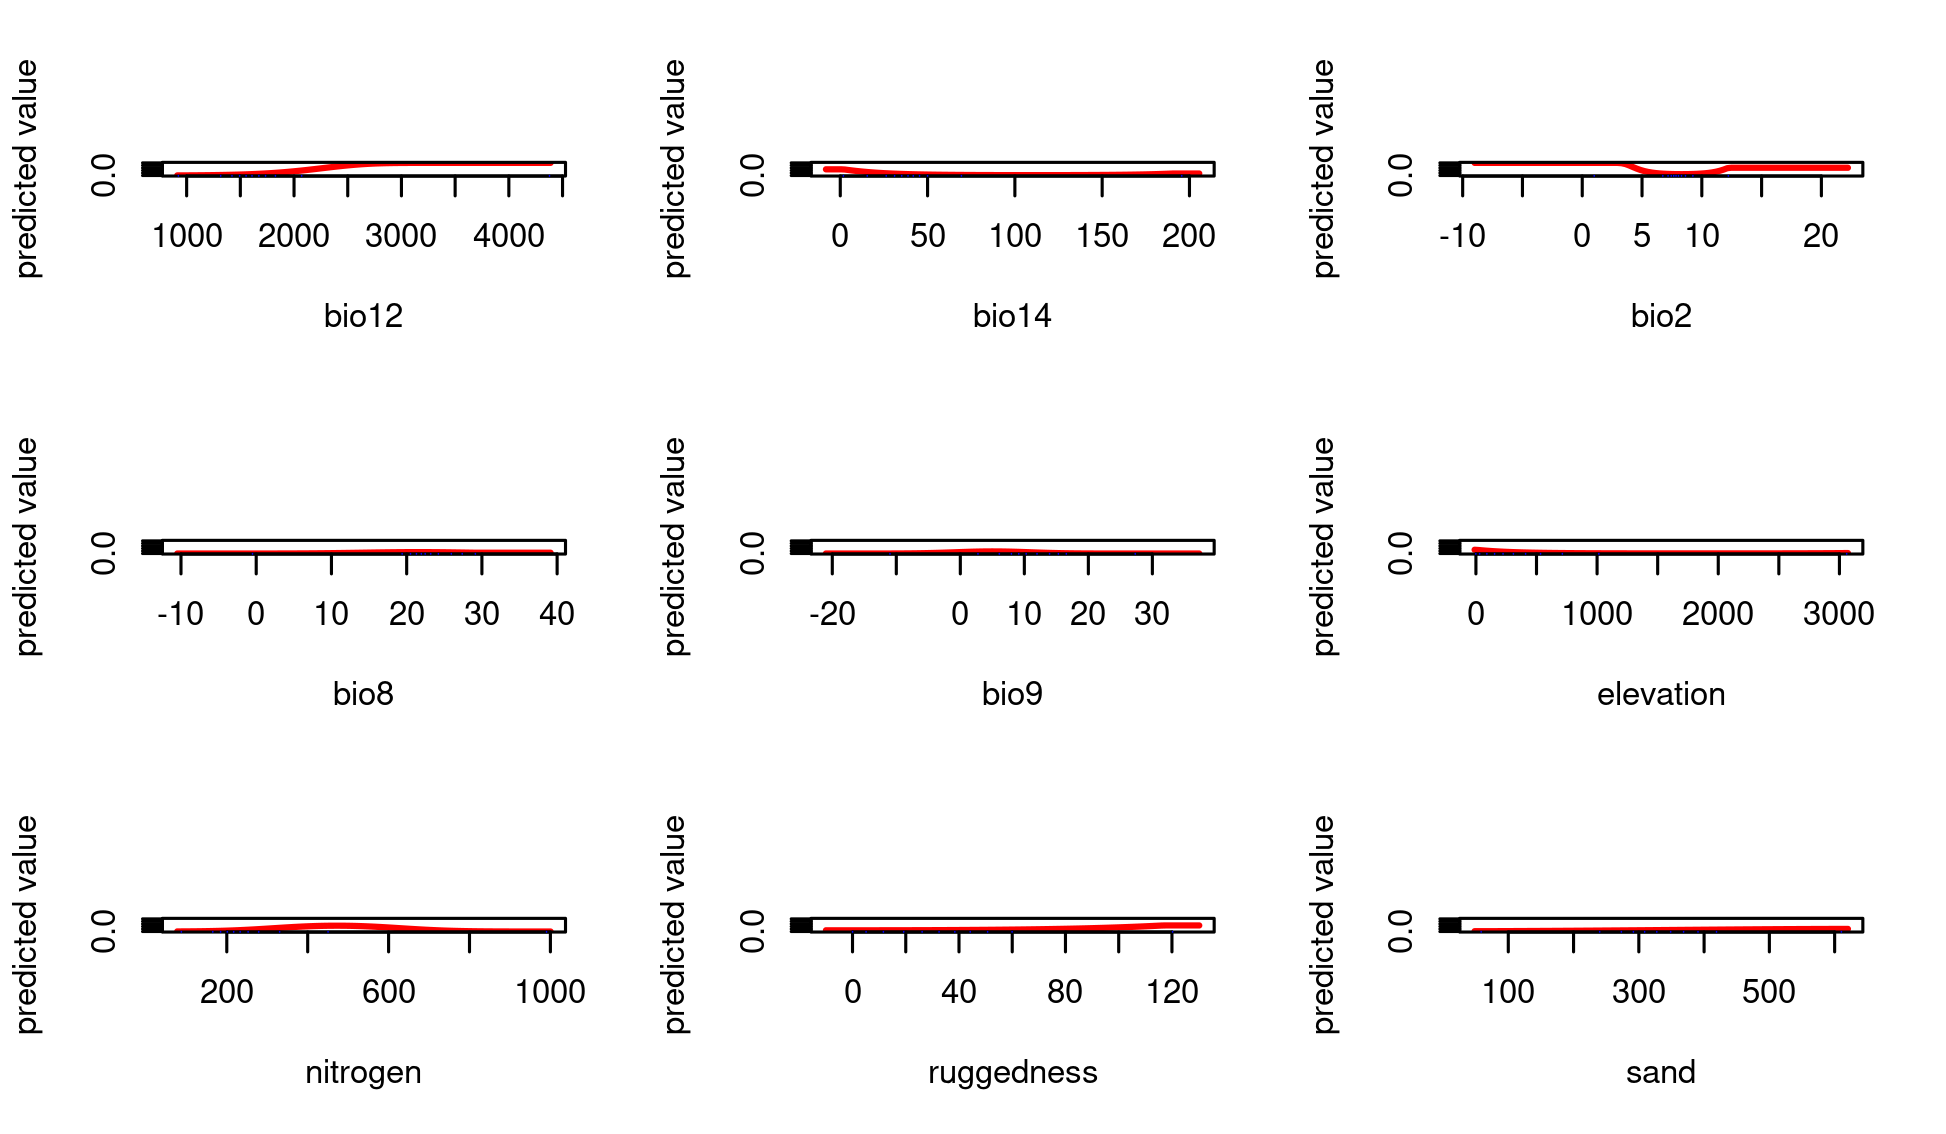 predicted value
0.0
1000 2000 3000 4000
bio12
predicted value
0.0
0 50 100 150 200
bio14
predicted value
0.0
-10 0 5 10 20
bio2
predicted value
0.0
-10 0 10 20 30 40
bio8
predicted value
0.0
-20 0 10 20 30
bio9
predicted value
0.0
0 1000 2000 3000
elevation
predicted value
0.0
200 600 1000
nitrogen
predicted value
0.0
0 40 80 120
ruggedness
predicted value
0.0
100 300 500
sand